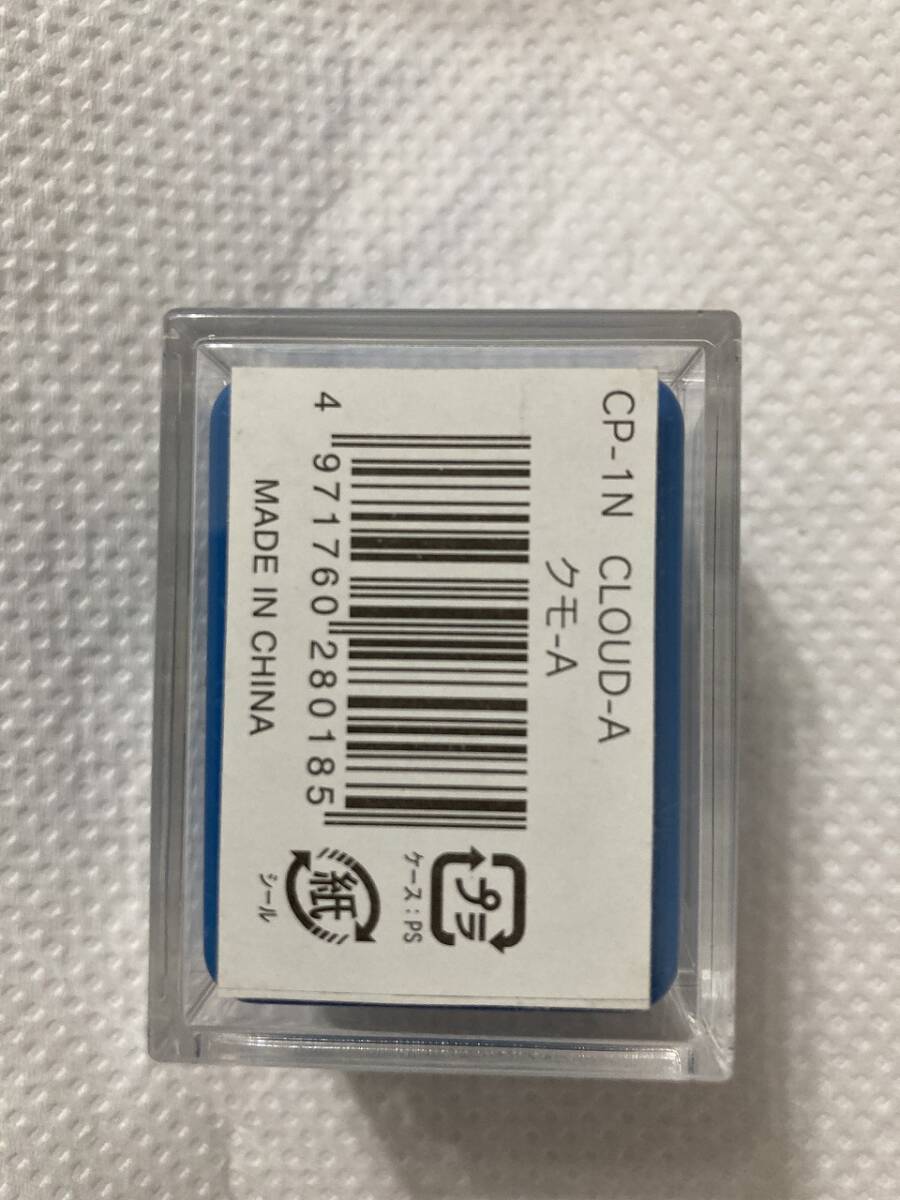 CP-1N CLOUD-A
クモ-A
4 971760 280185
MADE IN CHINA
プラ
ケース:PS
紙
シール